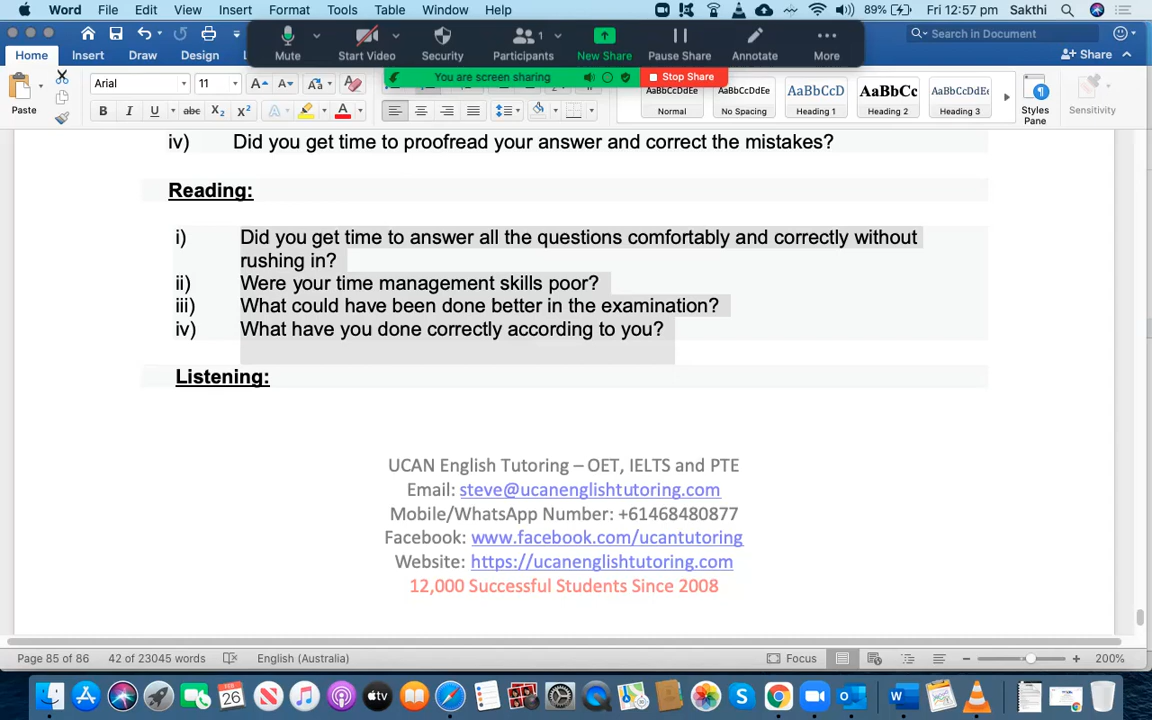 Word File Edit View Insert Format Tools Table Window Help 89% Fri 12:57 pm Sakthi
Search in Document
Mute Start Video Security Participants 1 New Share Pause Share Annotate More
You are screen sharing Stop Share
Home Insert Draw Design Share
Paste Arial 11
AaBbCcDdEe AaBbCcDdEe AaBbCcD AaBbCc AaBbCcDdEe
Normal No Spacing Heading 1 Heading 2 Heading 3 Styles Pane Sensitivity
iv) Did you get time to proofread your answer and correct the mistakes?
Reading:
i) Did you get time to answer all the questions comfortably and correctly without
rushing in?
ii) Were your time management skills poor?
iii) What could have been done better in the examination?
iv) What have you done correctly according to you?
Listening:
UCAN English Tutoring – OET, IELTS and PTE
Email: steve@ucanenglishtutoring.com
Mobile/WhatsApp Number: +61468480877
Facebook: www.facebook.com/ucantutoring
Website: https://ucanenglishtutoring.com
12,000 Successful Students Since 2008
Page 85 of 86 42 of 23045 words English (Australia) Focus 200%